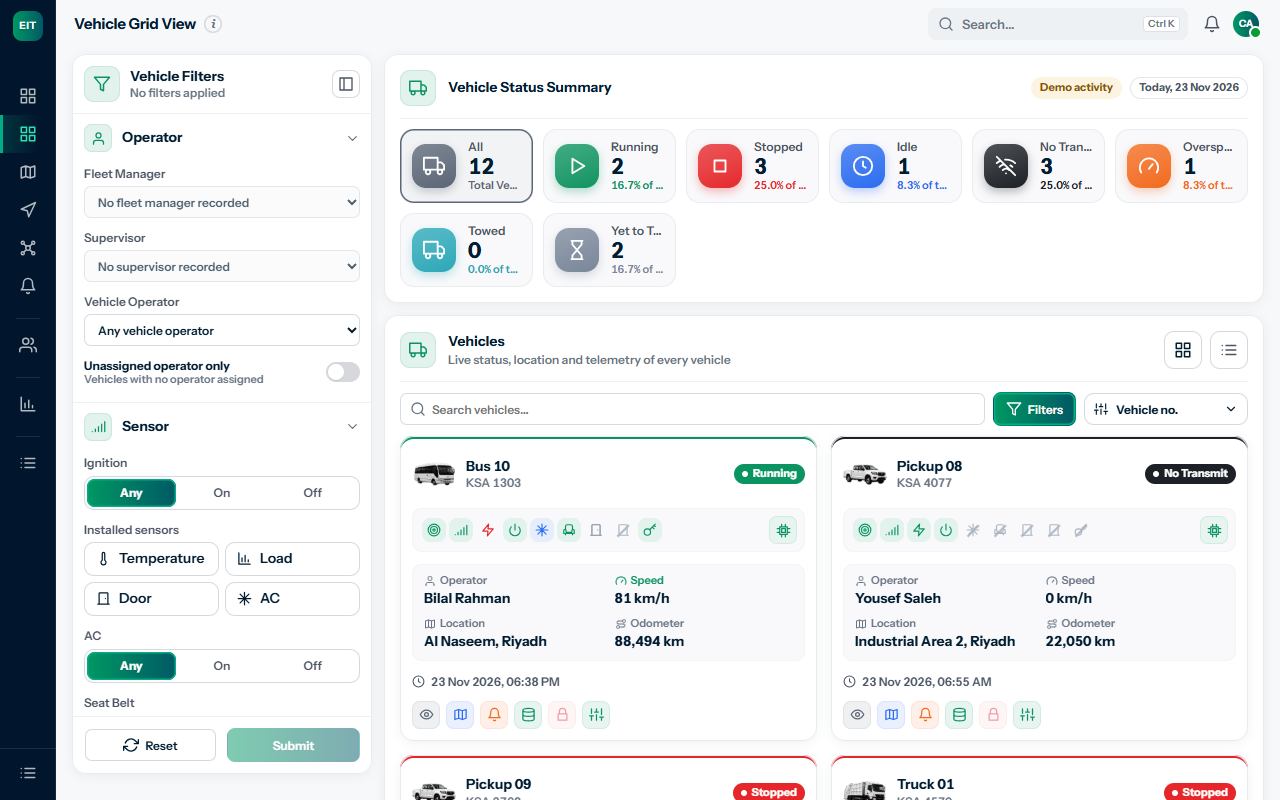 EIT
Vehicle Grid View
Search...
Ctrl K
CA
Vehicle Filters
No filters applied
Operator
Fleet Manager
No fleet manager recorded
Supervisor
No supervisor recorded
Vehicle Operator
Any vehicle operator
Unassigned operator only
Vehicles with no operator assigned
Sensor
Ignition
Any On Off
Installed sensors
Temperature Load
Door AC
AC
Any On Off
Seat Belt
Reset Submit
Vehicle Status Summary
Demo activity Today, 23 Nov 2026
All
12
Total Ve...
Running
2
16.7% of ...
Stopped
3
25.0% of ...
Idle
1
8.3% of t...
No Tran...
3
25.0% of ...
Oversp...
1
8.3% of t...
Towed
0
0.0% of t...
Yet to T...
2
16.7% of ...
Vehicles
Live status, location and telemetry of every vehicle
Search vehicles...
Filters
Vehicle no.
Bus 10
KSA 1303
Running
Operator Speed
Bilal Rahman 81 km/h
Location Odometer
Al Naseem, Riyadh 88,494 km
23 Nov 2026, 06:38 PM
Pickup 08
KSA 4077
No Transmit
Operator Speed
Yousef Saleh 0 km/h
Location Odometer
Industrial Area 2, Riyadh 22,050 km
23 Nov 2026, 06:55 AM
Pickup 09
Stopped
Truck 01
Stopped